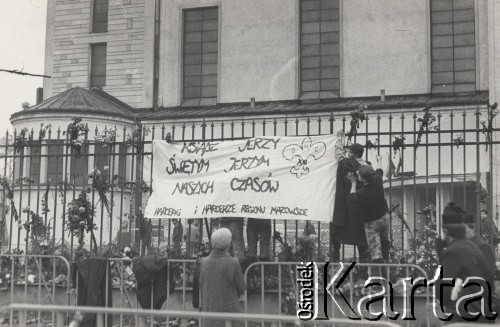 KSIĄDZ JERZY
ŚWIĘTYM JERZYM
NASZYCH CZASÓW
HARCERKI i HARCERZE REGIONU MAZOWSZE
Ośrodek
Karta